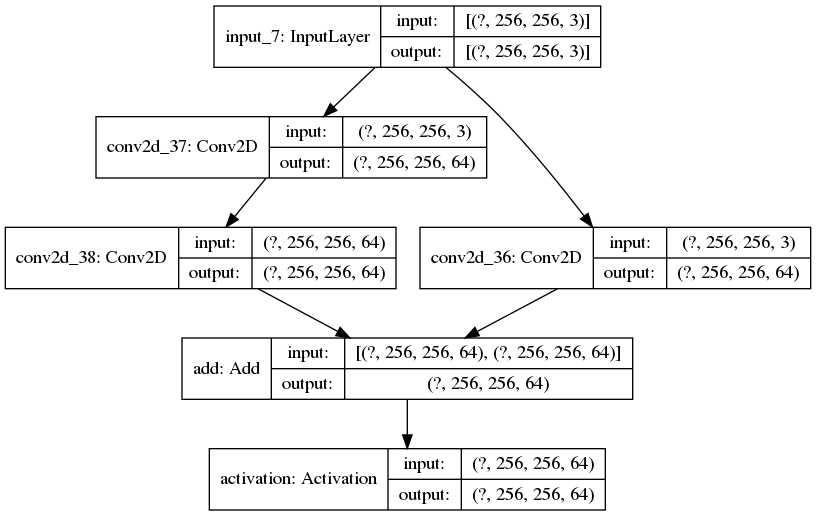 input_7: InputLayer
input:
[(?, 256, 256, 3)]
output:
[(?, 256, 256, 3)]
conv2d_37: Conv2D
input:
(?, 256, 256, 3)
output:
(?, 256, 256, 64)
conv2d_38: Conv2D
input:
(?, 256, 256, 64)
output:
(?, 256, 256, 64)
conv2d_36: Conv2D
input:
(?, 256, 256, 3)
output:
(?, 256, 256, 64)
add: Add
input:
[(?, 256, 256, 64), (?, 256, 256, 64)]
output:
(?, 256, 256, 64)
activation: Activation
input:
(?, 256, 256, 64)
output:
(?, 256, 256, 64)